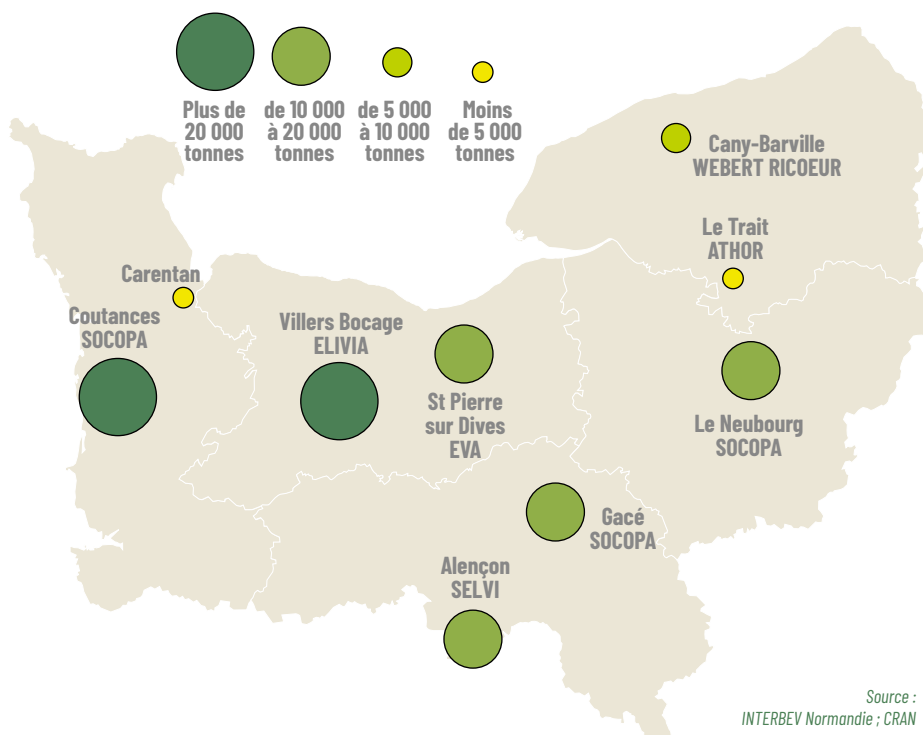 Plus de
20 000
tonnes
de 10 000
à 20 000
tonnes
de 5 000
à 10 000
tonnes
Moins
de 5 000
tonnes
Cany-Barville
WEBERT RICOEUR
Le Trait
ATHOR
Carentan
Coutances
SOCOPA
Villers Bocage
ELIVIA
St Pierre
sur Dives
EVA
Le Neubourg
SOCOPA
Gacé
SOCOPA
Alençon
SELVI
Source :
INTERBEV Normandie ; CRAN